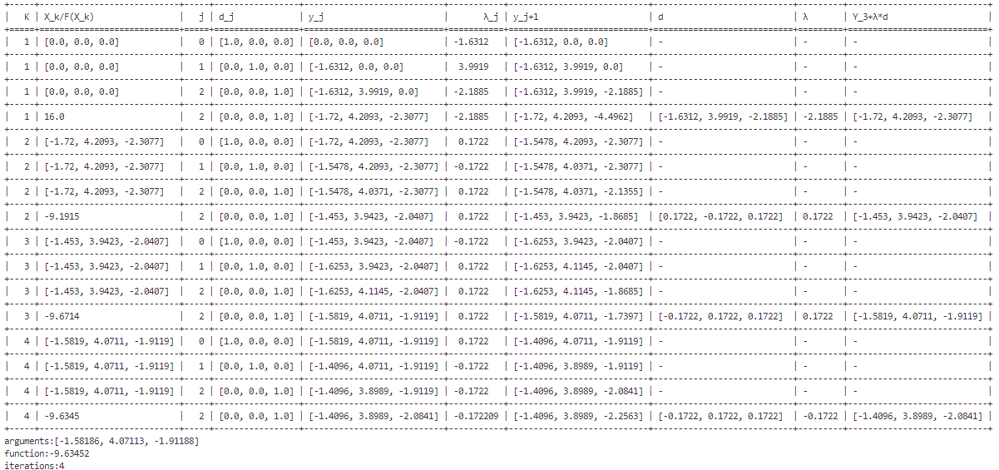 K | X_k/F(X_k) | j | d_j | y_j | λ_j | y_j+1 | d | λ | Y_3+λ*d
1 | [0.0, 0.0, 0.0] | 0 | [1.0, 0.0, 0.0] | [0.0, 0.0, 0.0] | -1.6312 | [-1.6312, 0.0, 0.0] | - | - | -
1 | [0.0, 0.0, 0.0] | 1 | [0.0, 1.0, 0.0] | [-1.6312, 0.0, 0.0] | 3.9919 | [-1.6312, 3.9919, 0.0] | - | - | -
1 | [0.0, 0.0, 0.0] | 2 | [0.0, 0.0, 1.0] | [-1.6312, 3.9919, 0.0] | -2.1885 | [-1.6312, 3.9919, -2.1885] | - | - | -
1 | 16.0 | 2 | [0.0, 0.0, 1.0] | [-1.72, 4.2093, -2.3077] | -2.1885 | [-1.72, 4.2093, -4.4962] | [-1.6312, 3.9919, -2.1885] | -2.1885 | [-1.72, 4.2093, -2.3077]
2 | [-1.72, 4.2093, -2.3077] | 0 | [1.0, 0.0, 0.0] | [-1.72, 4.2093, -2.3077] | 0.1722 | [-1.5478, 4.2093, -2.3077] | - | - | -
2 | [-1.72, 4.2093, -2.3077] | 1 | [0.0, 1.0, 0.0] | [-1.5478, 4.2093, -2.3077] | -0.1722 | [-1.5478, 4.0371, -2.3077] | - | - | -
2 | [-1.72, 4.2093, -2.3077] | 2 | [0.0, 0.0, 1.0] | [-1.5478, 4.0371, -2.3077] | 0.1722 | [-1.5478, 4.0371, -2.1355] | - | - | -
2 | -9.1915 | 2 | [0.0, 0.0, 1.0] | [-1.453, 3.9423, -2.0407] | 0.1722 | [-1.453, 3.9423, -1.8685] | [0.1722, -0.1722, 0.1722] | 0.1722 | [-1.453, 3.9423, -2.0407]
3 | [-1.453, 3.9423, -2.0407] | 0 | [1.0, 0.0, 0.0] | [-1.453, 3.9423, -2.0407] | -0.1722 | [-1.6253, 3.9423, -2.0407] | - | - | -
3 | [-1.453, 3.9423, -2.0407] | 1 | [0.0, 1.0, 0.0] | [-1.6253, 3.9423, -2.0407] | 0.1722 | [-1.6253, 4.1145, -2.0407] | - | - | -
3 | [-1.453, 3.9423, -2.0407] | 2 | [0.0, 0.0, 1.0] | [-1.6253, 4.1145, -2.0407] | 0.1722 | [-1.6253, 4.1145, -1.8685] | - | - | -
3 | -9.6714 | 2 | [0.0, 0.0, 1.0] | [-1.5819, 4.0711, -1.9119] | 0.1722 | [-1.5819, 4.0711, -1.7397] | [-0.1722, 0.1722, 0.1722] | 0.1722 | [-1.5819, 4.0711, -1.9119]
4 | [-1.5819, 4.0711, -1.9119] | 0 | [1.0, 0.0, 0.0] | [-1.5819, 4.0711, -1.9119] | 0.1722 | [-1.4096, 4.0711, -1.9119] | - | - | -
4 | [-1.5819, 4.0711, -1.9119] | 1 | [0.0, 1.0, 0.0] | [-1.4096, 4.0711, -1.9119] | -0.1722 | [-1.4096, 3.8989, -1.9119] | - | - | -
4 | [-1.5819, 4.0711, -1.9119] | 2 | [0.0, 0.0, 1.0] | [-1.4096, 3.8989, -1.9119] | -0.1722 | [-1.4096, 3.8989, -2.0841] | - | - | -
4 | -9.6345 | 2 | [0.0, 0.0, 1.0] | [-1.4096, 3.8989, -2.0841] | -0.172209 | [-1.4096, 3.8989, -2.2563] | [-0.1722, 0.1722, 0.1722] | -0.1722 | [-1.4096, 3.8989, -2.0841]
arguments:[-1.58186, 4.07113, -1.91188]
function:-9.63452
iterations:4